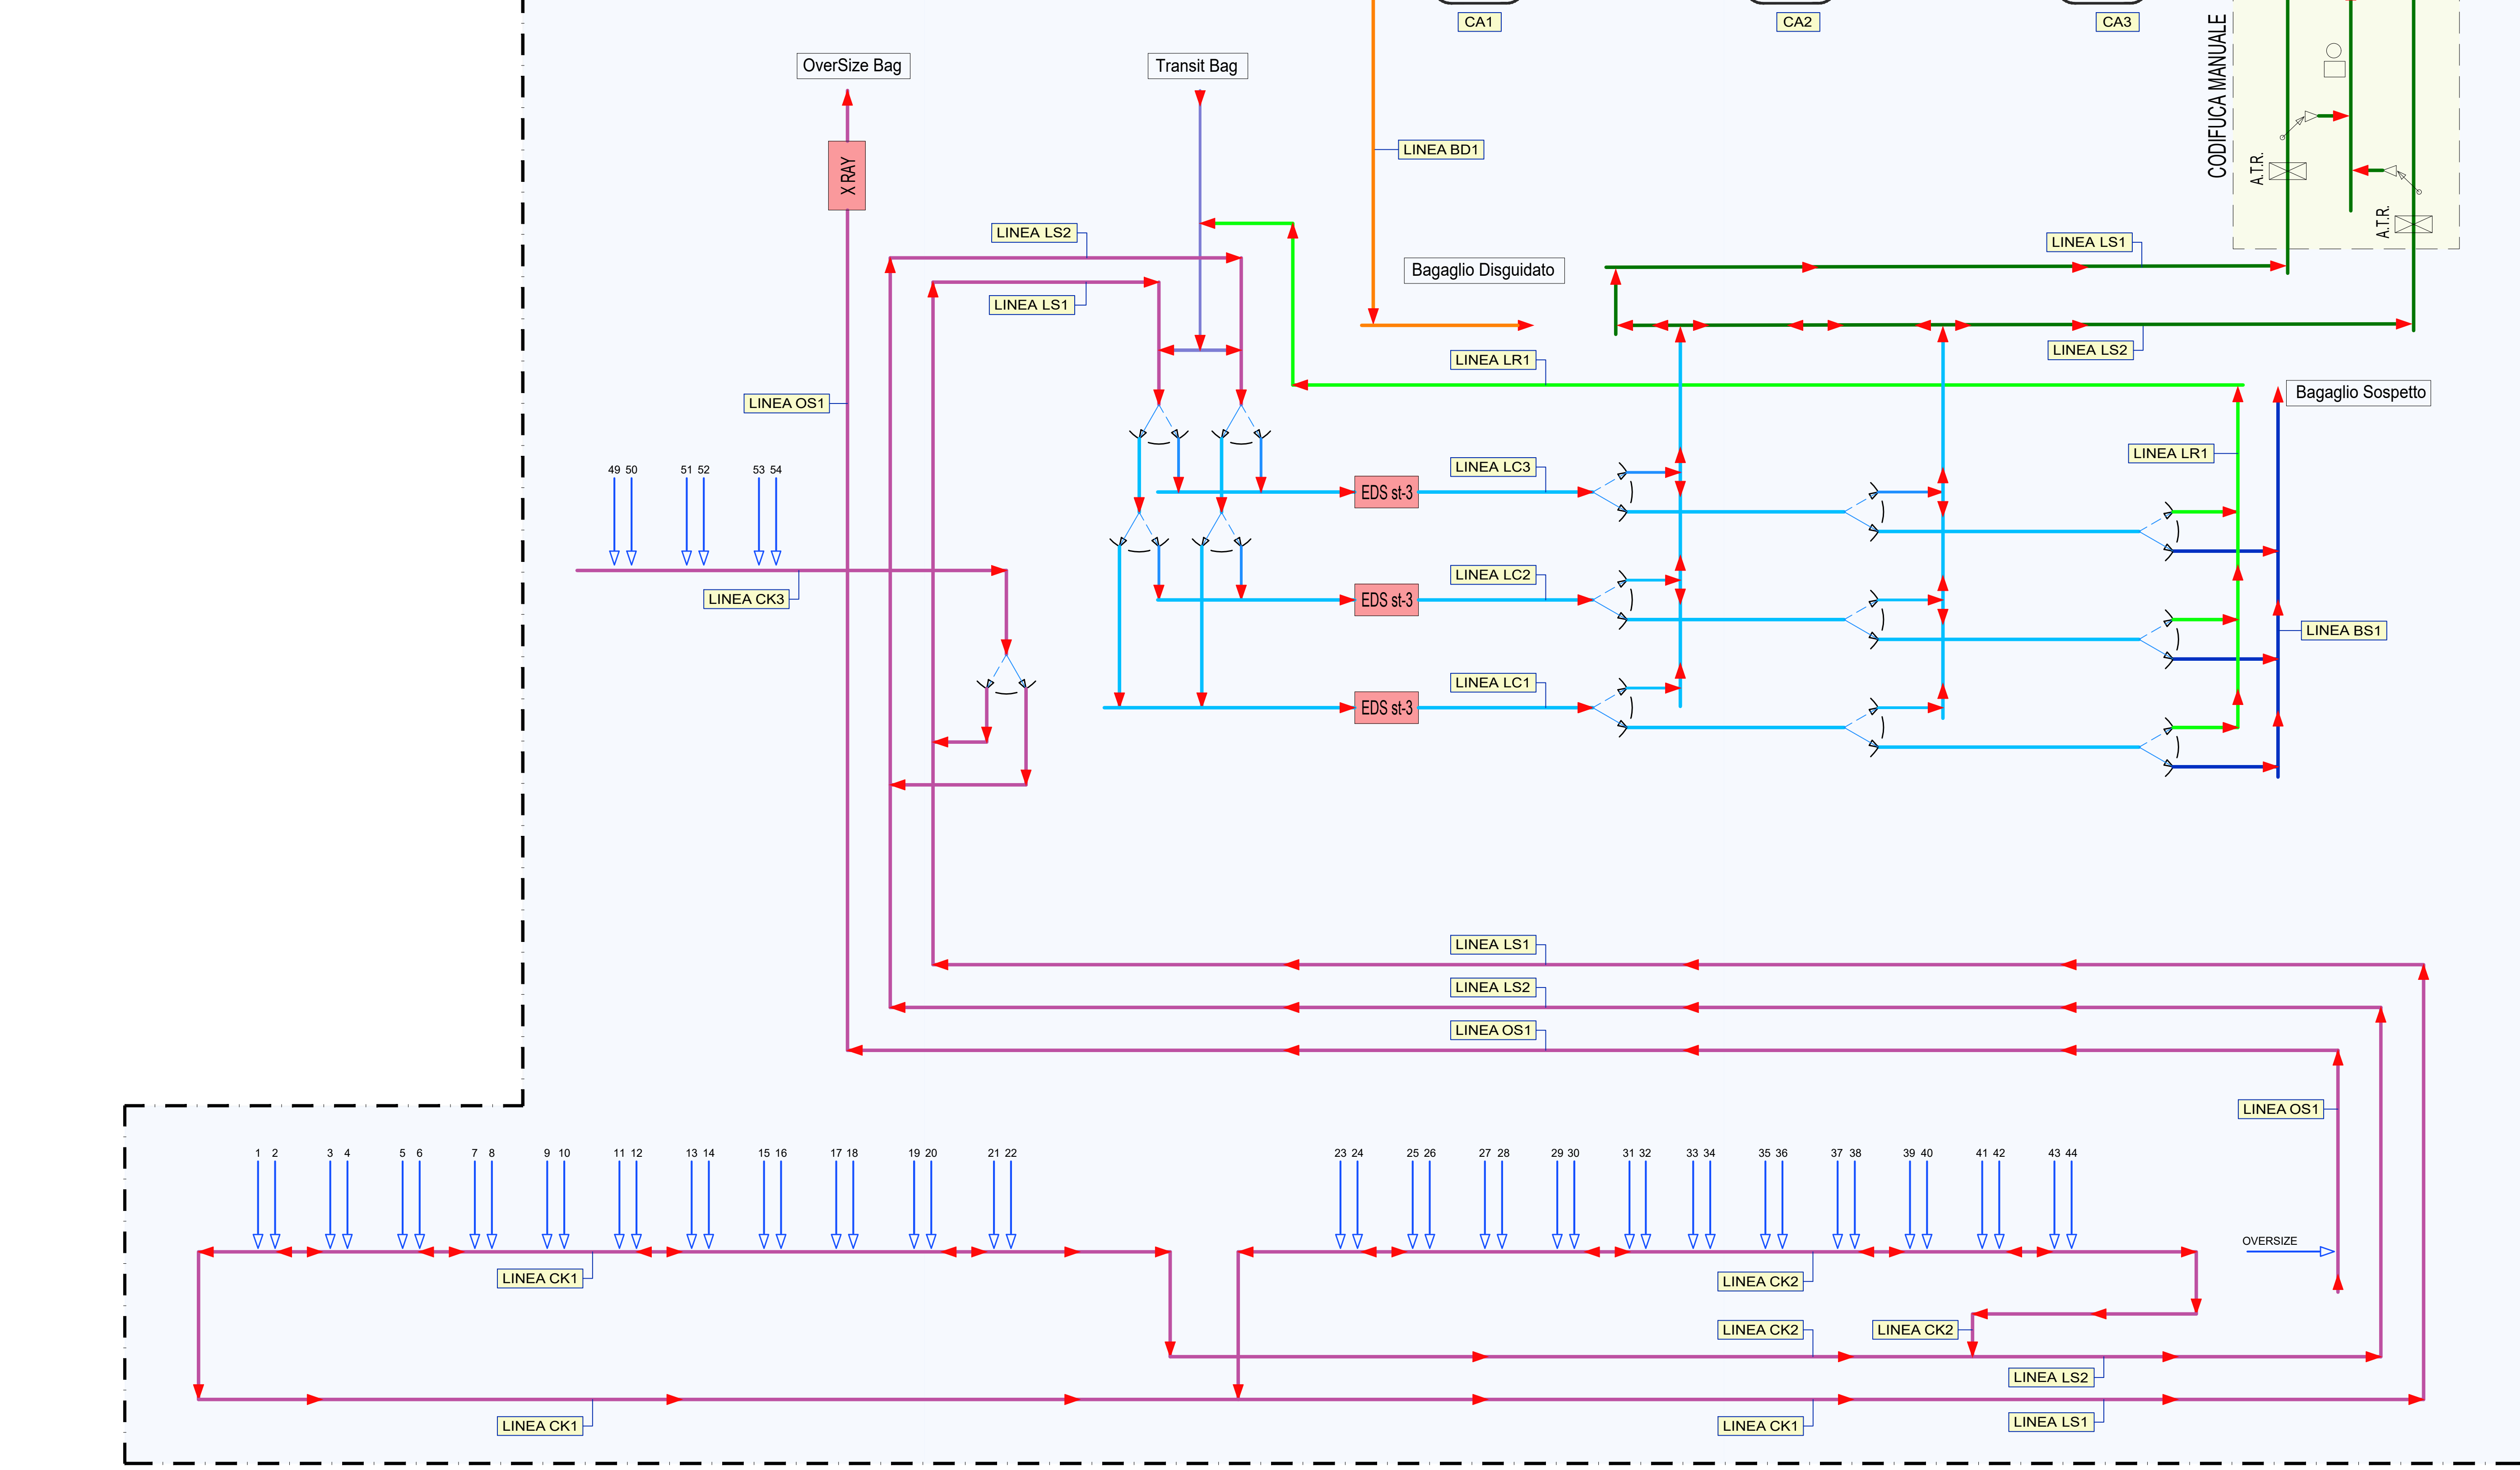 CA1
CA2
CA3
CODIFUCA MANUALE
OverSize Bag
Transit Bag
LINEA BD1
X RAY
A.T.R.
A.T.R.
LINEA LS2
LINEA LS1
LINEA LS1
Bagaglio Disguidato
LINEA LS2
LINEA LR1
LINEA OS1
Bagaglio Sospetto
LINEA LR1
49 50 51 52 53 54
LINEA LC3
EDS st-3
LINEA CK3
LINEA LC2
EDS st-3
LINEA BS1
LINEA LC1
EDS st-3
LINEA LS1
LINEA LS2
LINEA OS1
LINEA OS1
1 2 3 4 5 6 7 8 9 10 11 12 13 14 15 16 17 18 19 20 21 22 23 24 25 26 27 28 29 30 31 32 33 34 35 36 37 38 39 40 41 42 43 44
OVERSIZE
LINEA CK1
LINEA CK2
LINEA CK2
LINEA CK2
LINEA LS2
LINEA CK1
LINEA CK1
LINEA LS1